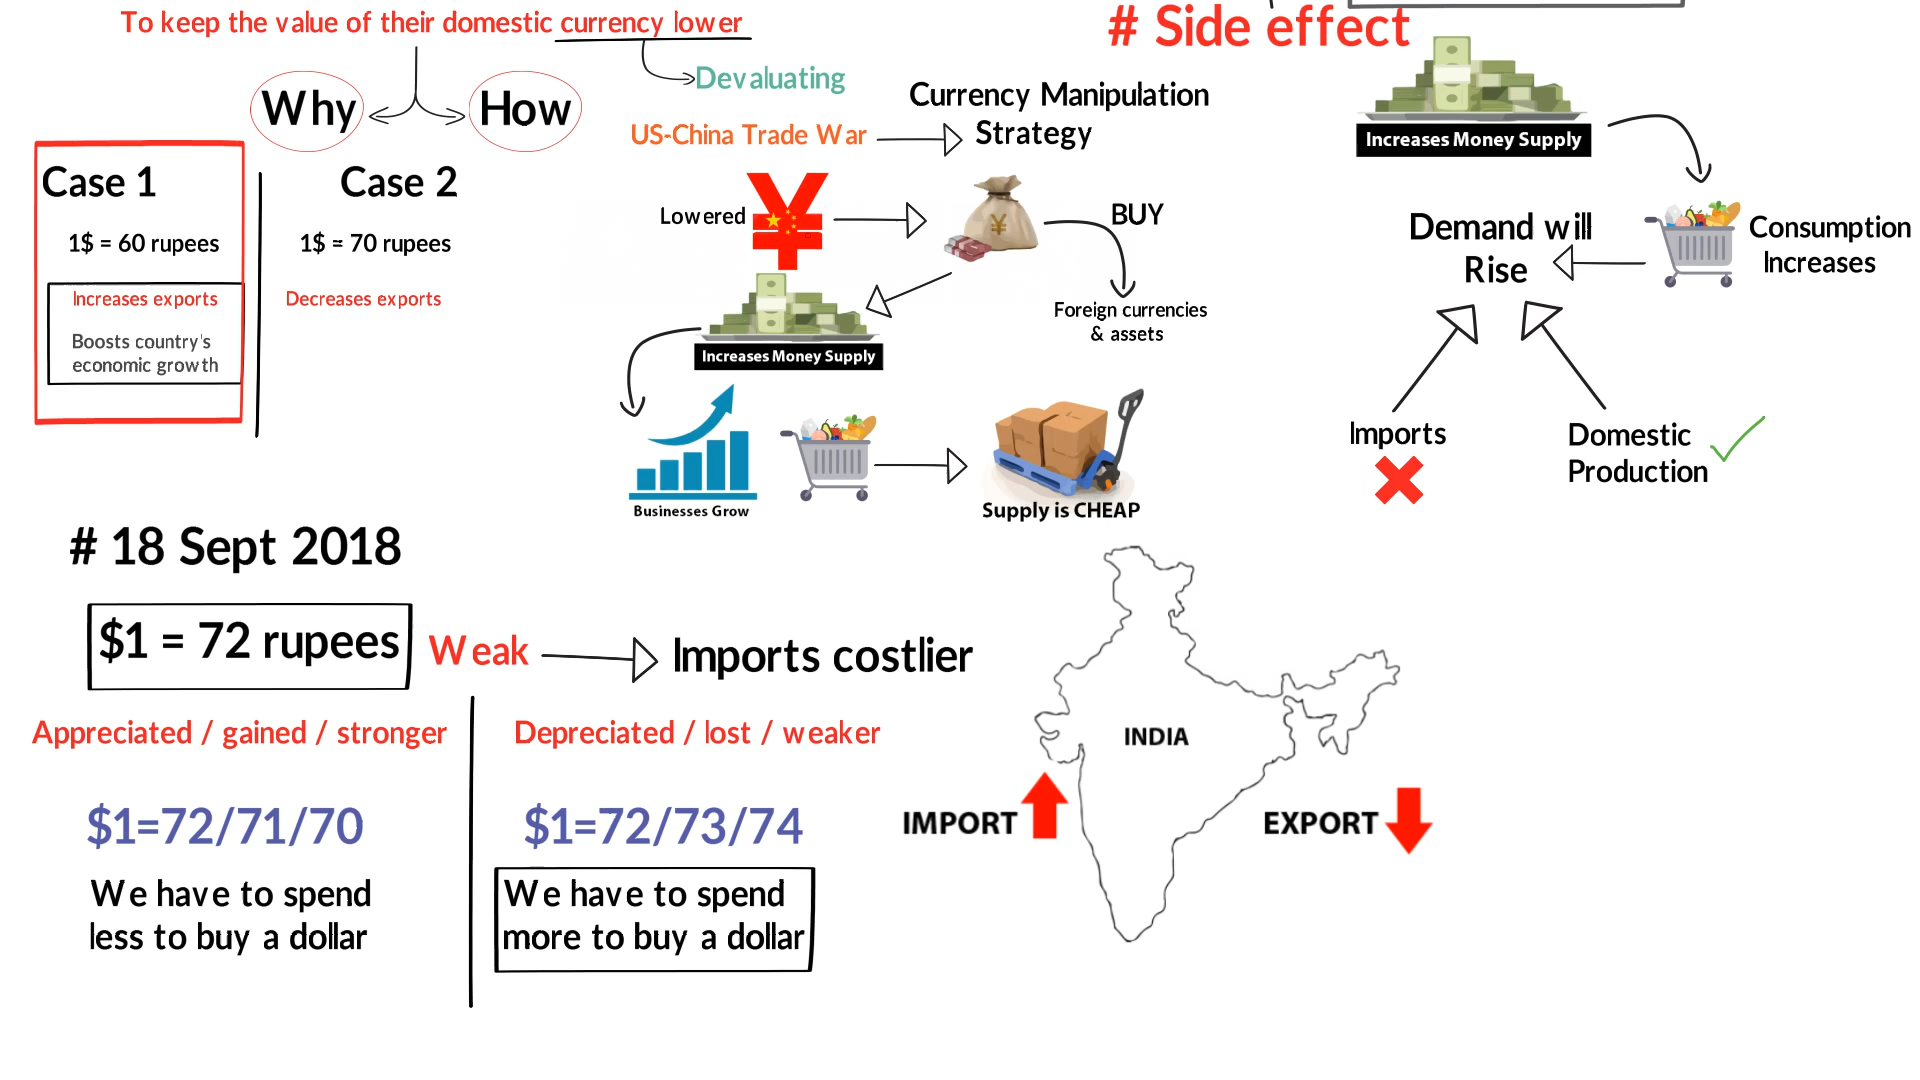 To keep the value of their domestic currency lower
Devaluating
Why
How
Case 1
1$ = 60 rupees
Increases exports
Boosts country's
economic growth
Case 2
1$ = 70 rupees
Decreases exports
US-China Trade War
Currency Manipulation
Strategy
Lowered
¥
¥
BUY
Foreign currencies
& assets
Increases Money Supply
Businesses Grow
Supply is CHEAP
# Side effect
Increases Money Supply
Consumption
Increases
Demand will
Rise
Imports
Domestic
Production
# 18 Sept 2018
$1 = 72 rupees
Weak
Imports costlier
Appreciated / gained / stronger
$1=72/71/70
We have to spend
less to buy a dollar
Depreciated / lost / weaker
$1=72/73/74
We have to spend
more to buy a dollar
INDIA
IMPORT
EXPORT